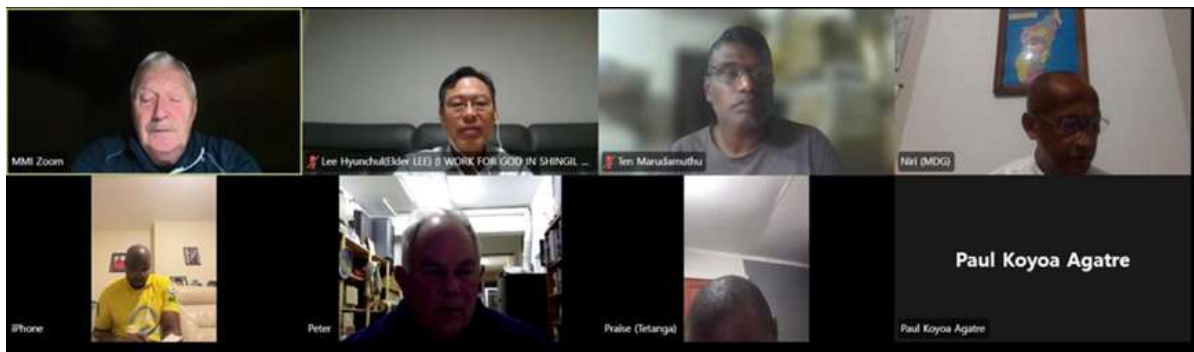 MMI Zoom
Lee Hyunchul(Elder LEE) (I WORK FOR GOD IN SHINGIL ...
Ten Marudamuthu
Niri (MDG)
iPhone
Peter
Praise (Tetanga)
Paul Koyoa Agatre
Paul Koyoa Agatre